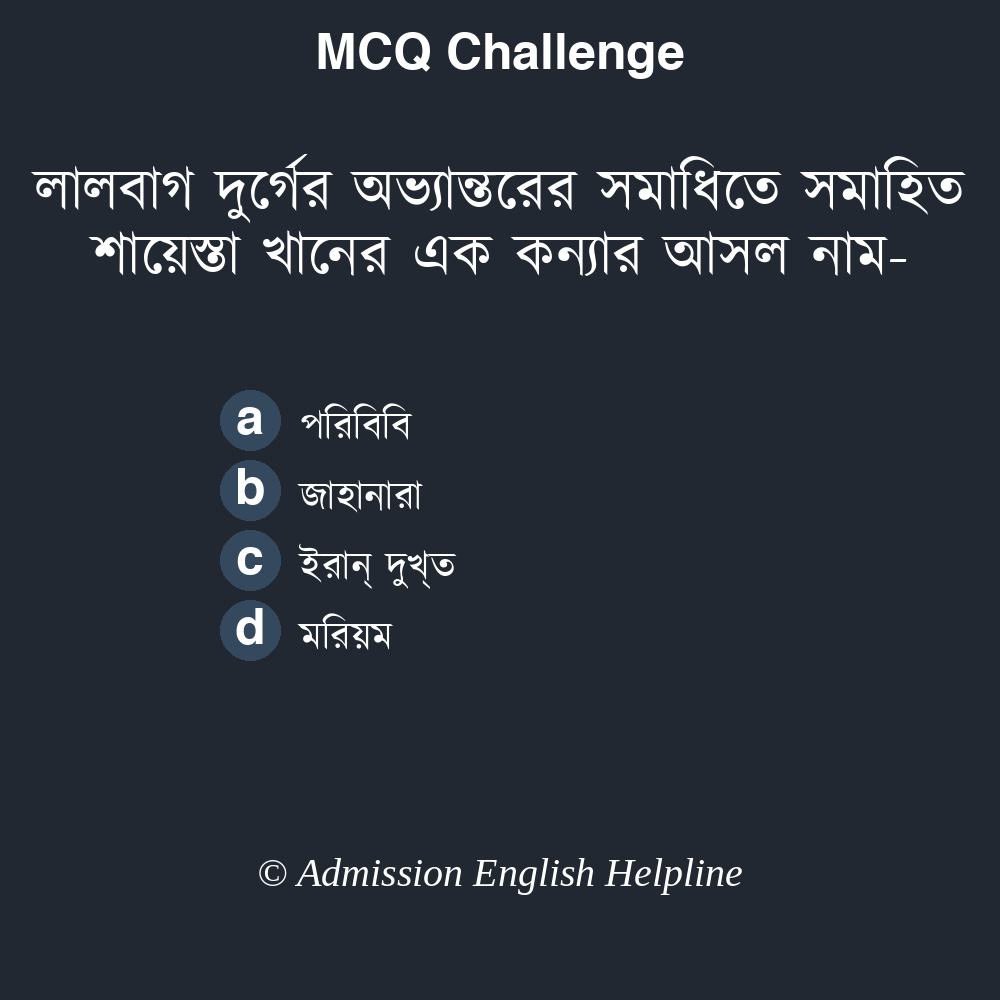 MCQ Challenge
লালবাগ দুর্গের অভ্যান্তরের সমাধিতে সমাহিত
শায়েস্তা খানের এক কন্যার আসল নাম-
a পরিবিবি
b জাহানারা
c ইরান্ দুখ্ত
d মরিয়ম
© Admission English Helpline